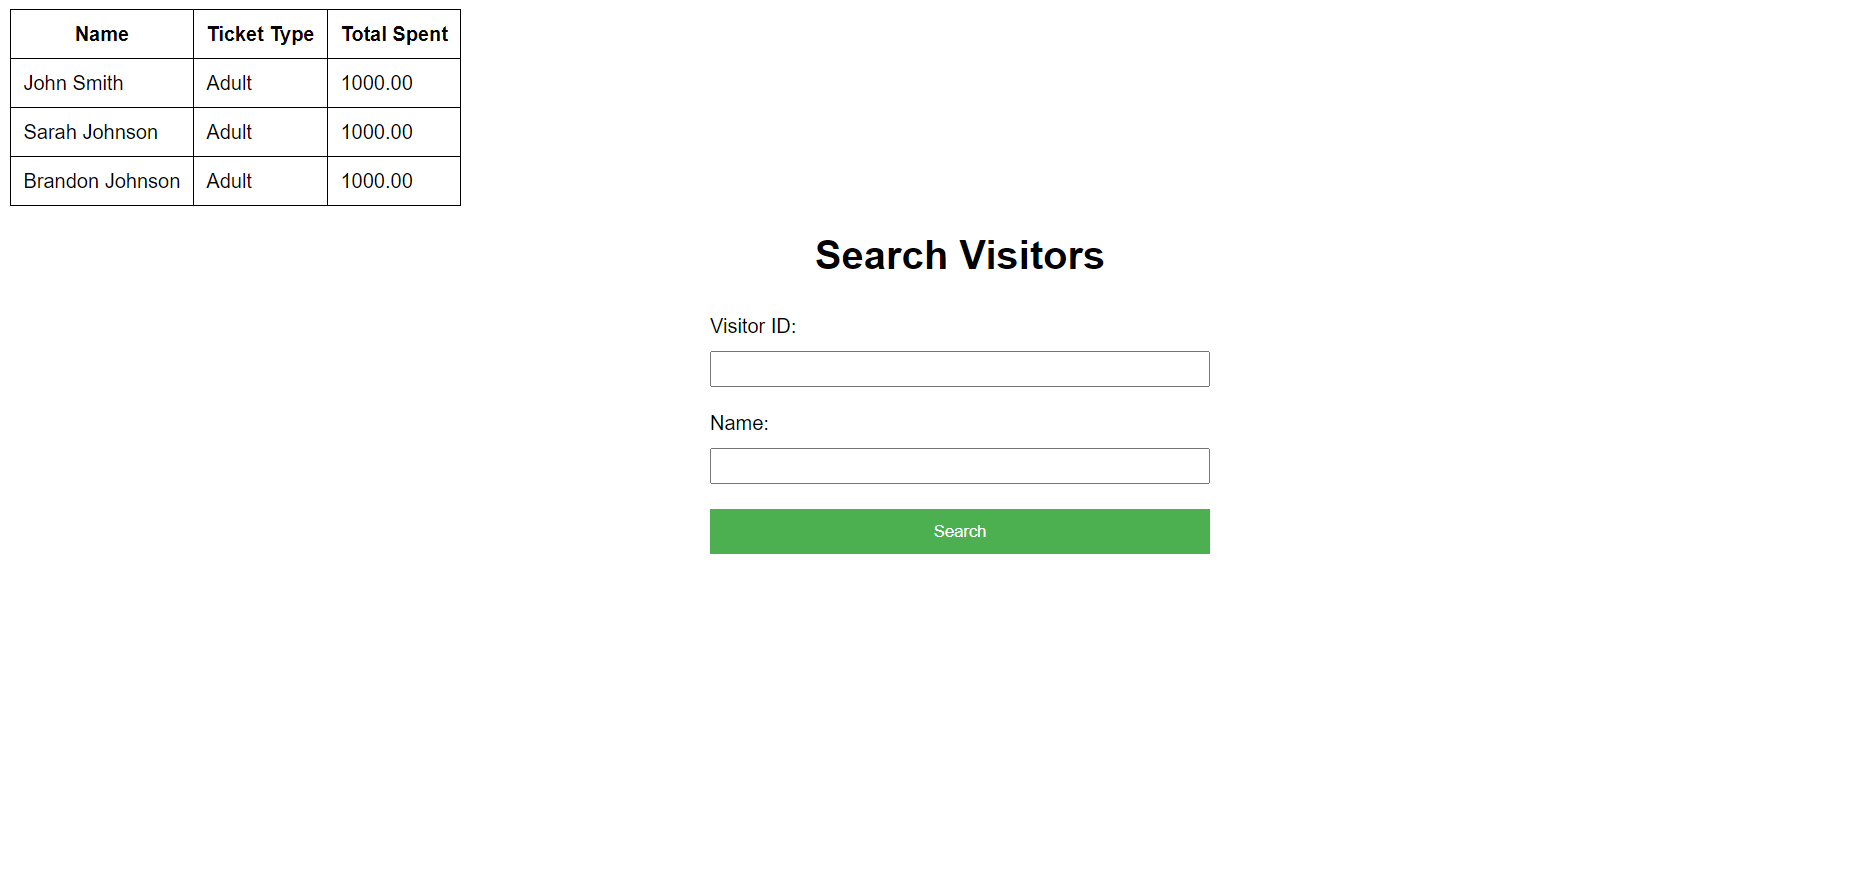 Name Ticket Type Total Spent
John Smith Adult 1000.00
Sarah Johnson Adult 1000.00
Brandon Johnson Adult 1000.00
Search Visitors
Visitor ID:
Name:
Search